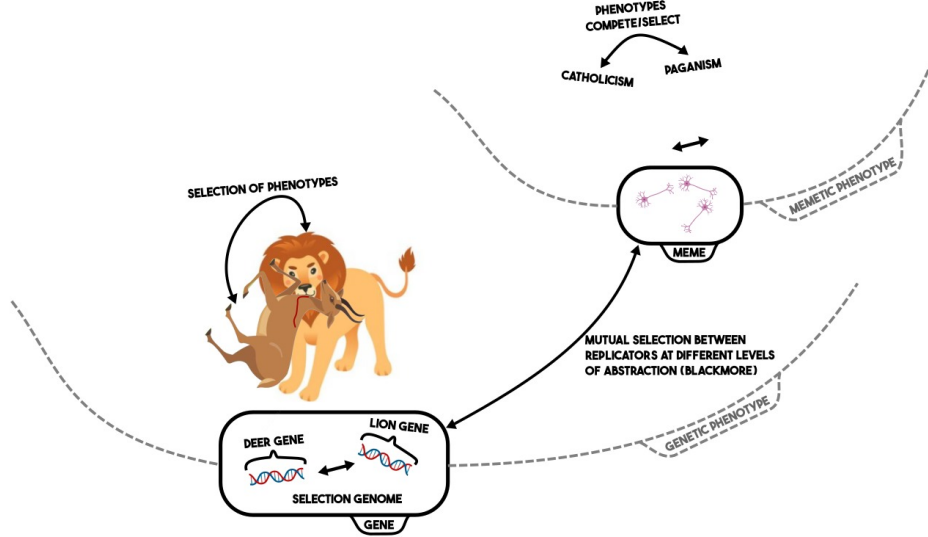 PHENOTYPES
COMPETE/SELECT
CATHOLICISM
PAGANISM
MEMETIC PHENOTYPE
MEME
SELECTION OF PHENOTYPES
MUTUAL SELECTION BETWEEN
REPLICATORS AT DIFFERENT LEVELS
OF ABSTRACTION (BLACKMORE)
GENETIC PHENOTYPE
DEER GENE
LION GENE
SELECTION GENOME
GENE